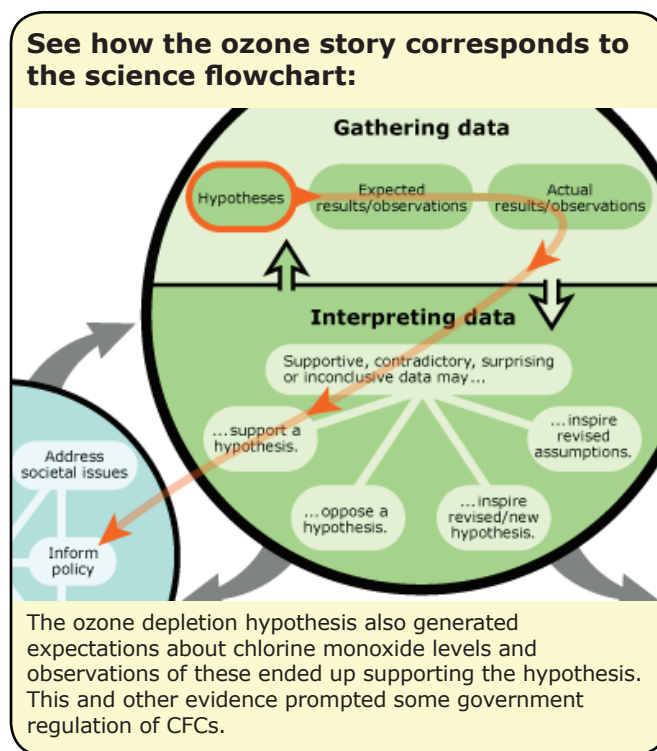 See how the ozone story corresponds to
the science flowchart:
Gathering data
Hypotheses
Expected
results/observations
Actual
results/observations
Interpreting data
Supportive, contradictory, surprising
or inconclusive data may...
...support a
hypothesis.
...oppose a
hypothesis.
...inspire
revised/new
hypothesis.
...inspire
revised
assumptions.
Address
societal issues
Inform
policy
The ozone depletion hypothesis also generated
expectations about chlorine monoxide levels and
observations of these ended up supporting the hypothesis.
This and other evidence prompted some government
regulation of CFCs.